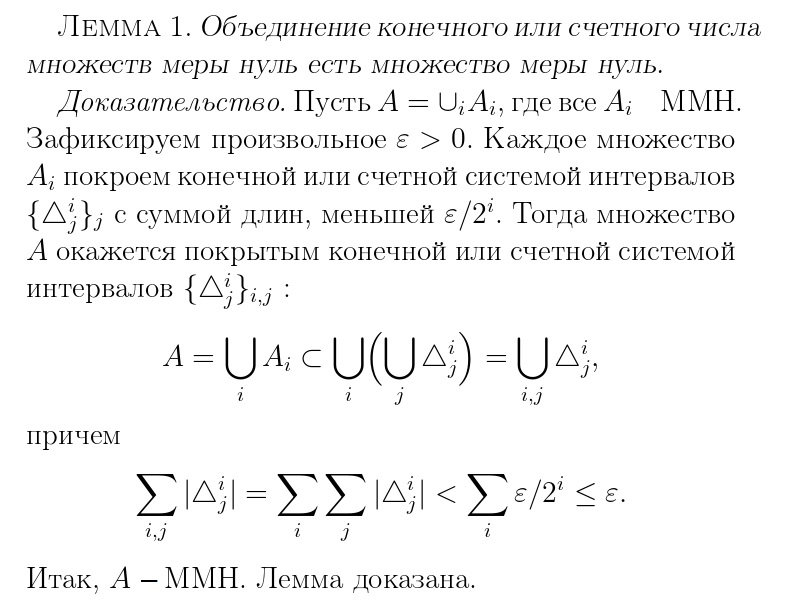 Лемма 1. Объединение конечного или счетного числа
множеств меры нуль есть множество меры нуль.
Доказательство. Пусть A = ∪ᵢAᵢ, где все Aᵢ ММН.
Зафиксируем произвольное ε > 0. Каждое множество
Aᵢ покроем конечной или счетной системой интервалов
{△ⁱⱼ}ⱼ с суммой длин, меньшей ε/2ⁱ. Тогда множество
A окажется покрытым конечной или счетной системой
интервалов {△ⁱⱼ}ᵢ,ⱼ :
A = ⋃ᵢ Aᵢ ⊂ ⋃ᵢ(⋃ⱼ △ⁱⱼ) = ⋃ᵢ,ⱼ △ⁱⱼ,
причем
∑ᵢ,ⱼ |△ⁱⱼ| = ∑ᵢ ∑ⱼ |△ⁱⱼ| < ∑ᵢ ε/2ⁱ ≤ ε.
Итак, A – ММН. Лемма доказана.